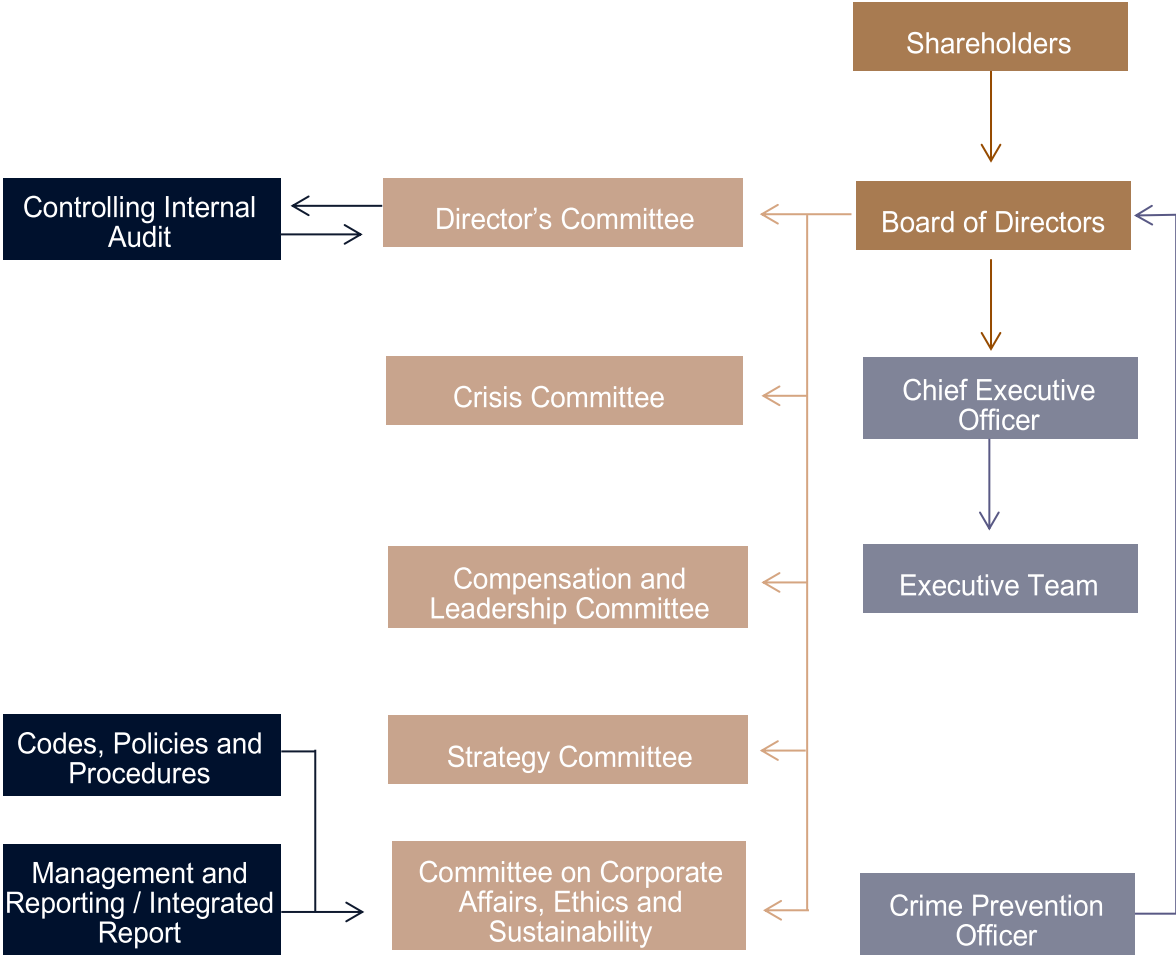 Shareholders
Controlling Internal
Audit
Director’s Committee
Board of Directors
Crisis Committee
Chief Executive
Officer
Compensation and
Leadership Committee
Executive Team
Codes, Policies and
Procedures
Strategy Committee
Management and
Reporting / Integrated
Report
Committee on Corporate
Affairs, Ethics and
Sustainability
Crime Prevention
Officer